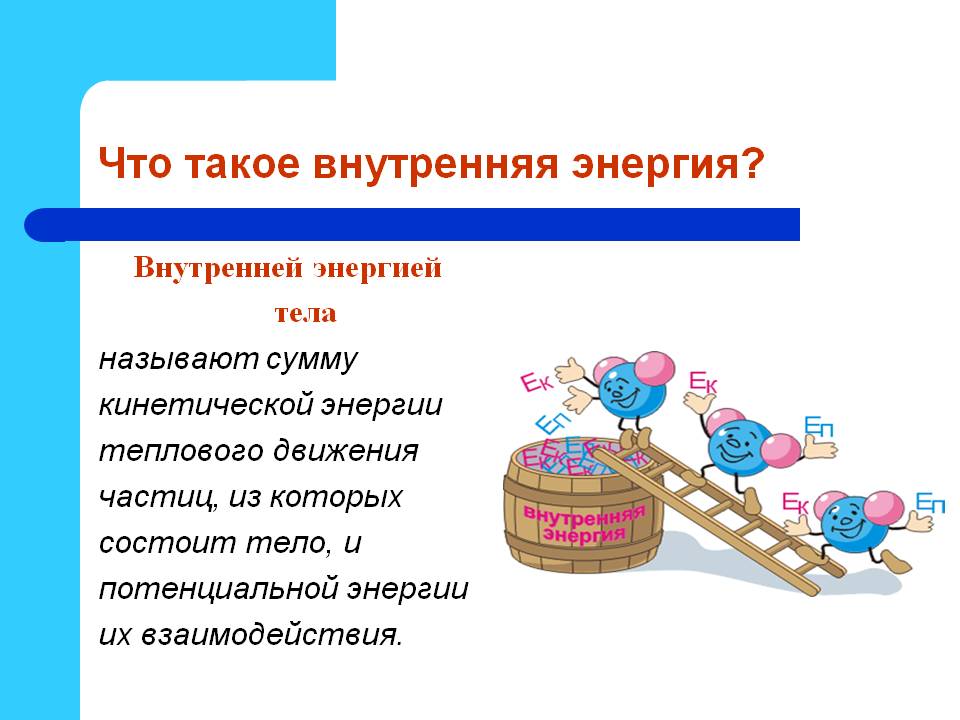 Что такое внутренняя энергия?
Внутренней энергией
тела
называют сумму
кинетической энергии
теплового движения
частиц, из которых
состоит тело, и
потенциальной энергии
их взаимодействия.
Ек
Ек
Еп
Еп
Ек
Еп
внутренняя
энергия